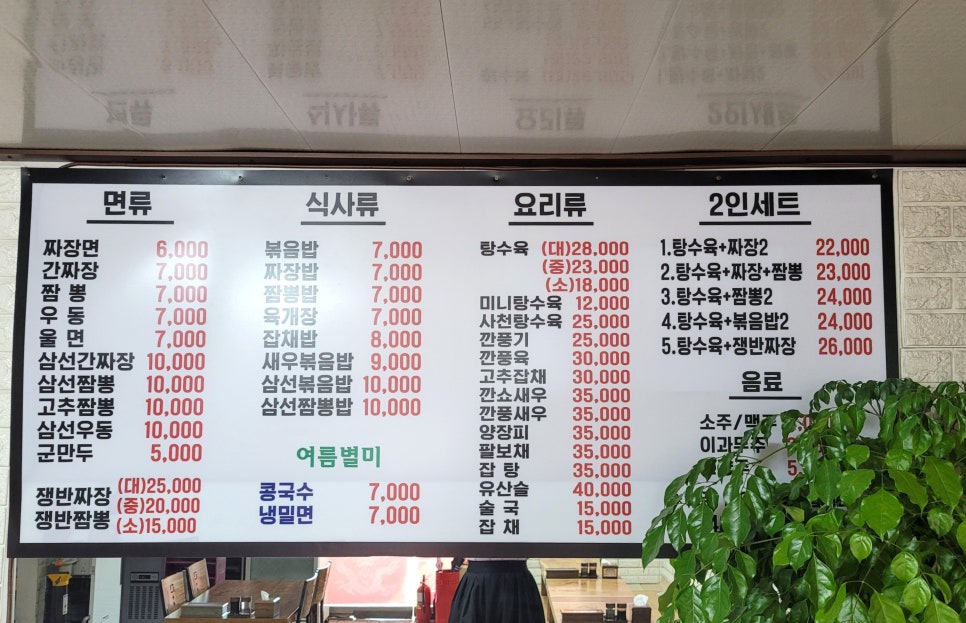 면류
짜장면 6,000
간짜장 7,000
짬 뽕 7,000
우 동 7,000
울 면 7,000
삼선간짜장 10,000
삼선짬뽕 10,000
고추짬뽕 10,000
삼선우동 10,000
군만두 5,000
쟁반짜장 (대)25,000
(중)20,000
쟁반짬뽕 (소)15,000
식사류
볶음밥 7,000
짜장밥 7,000
짬뽕밥 7,000
육개장 7,000
잡채밥 8,000
새우볶음밥 9,000
삼선볶음밥 10,000
삼선짬뽕밥 10,000
여름별미
콩국수 7,000
냉밀면 7,000
요리류
탕수육 (대)28,000
(중)23,000
(소)18,000
미니탕수육 12,000
사천탕수육 25,000
깐풍기 25,000
깐풍육 30,000
고추잡채 30,000
깐쇼새우 35,000
깐풍새우 35,000
양장피 35,000
팔보채 35,000
잡 탕 35,000
유산슬 40,000
술 국 15,000
잡 채 15,000
2인세트
1.탕수육+짜장2 22,000
2.탕수육+짜장+짬뽕 23,000
3.탕수육+짬뽕2 24,000
4.탕수육+볶음밥2 24,000
5.탕수육+쟁반짜장 26,000
음료
소주/맥주
이과두주